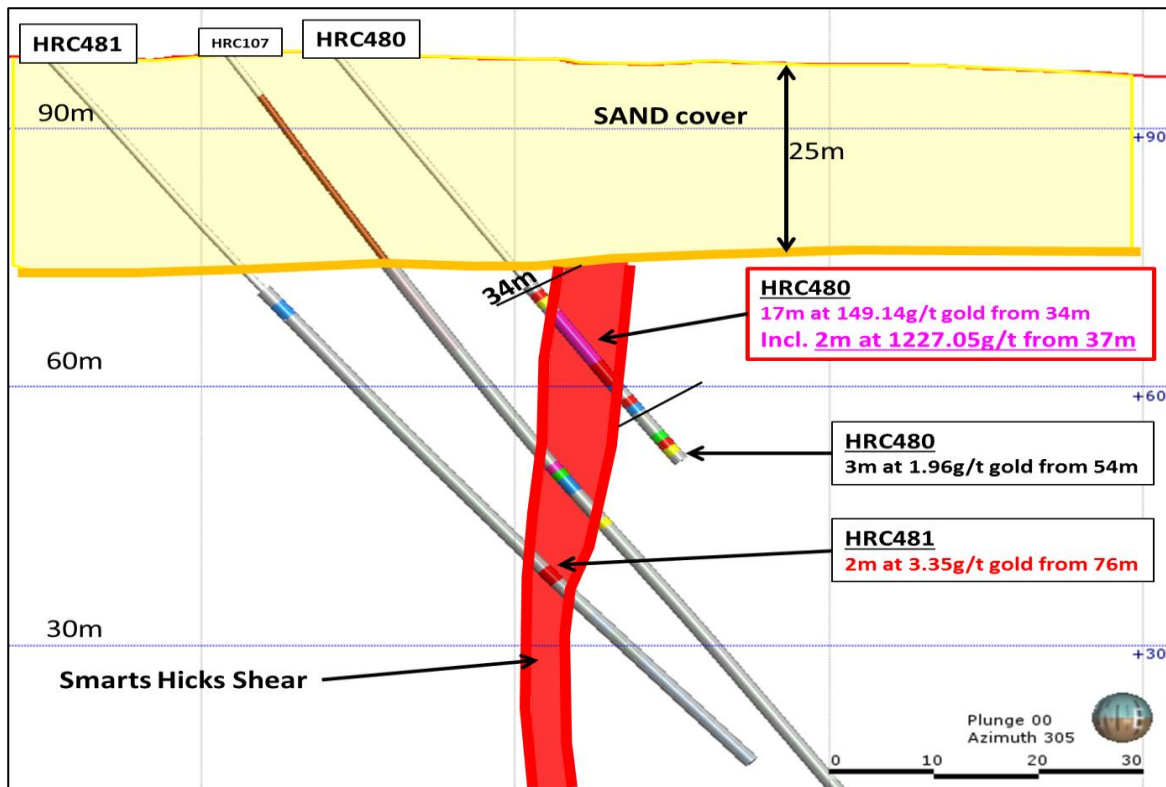 HRC481
HRC107
HRC480
90m
SAND cover
25m
+90
34m
HRC480
17m at 149.14g/t gold from 34m
Incl. 2m at 1227.05g/t from 37m
60m
+60
HRC480
3m at 1.96g/t gold from 54m
HRC481
2m at 3.35g/t gold from 76m
30m
+30
Smarts Hicks Shear
Plunge 00
Azimuth 305
E
0 10 20 30